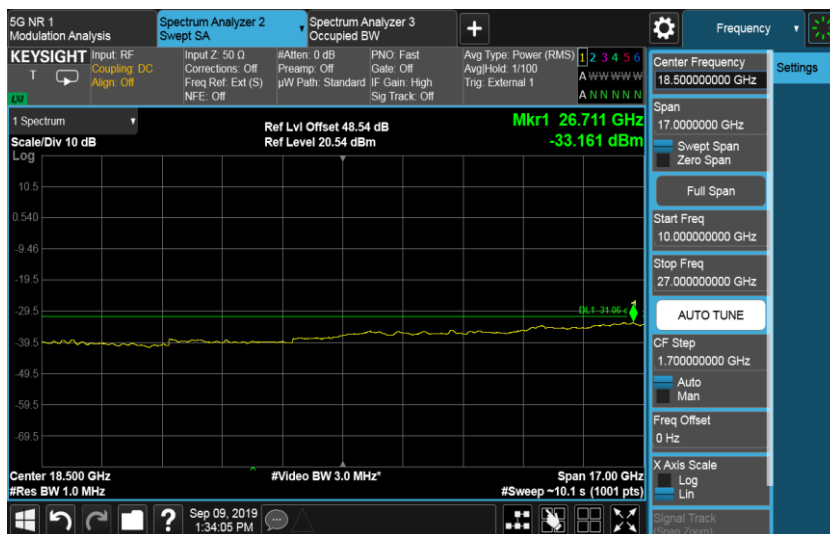 5G NR 1
Modulation Analysis
Spectrum Analyzer 2
Swept SA
Spectrum Analyzer 3
Occupied BW
+
Frequency
KEYSIGHT
T
LXI
Input: RF
Coupling: DC
Align: Off
Input Z: 50 Ω
Corrections: Off
Freq Ref: Ext (S)
NFE: Off
#Atten: 0 dB
Preamp: Off
µW Path: Standard
PNO: Fast
Gate: Off
IF Gain: High
Sig Track: Off
Avg Type: Power (RMS)
Avg|Hold: 1/100
Trig: External 1
1 2 3 4 5 6
A W W W W W
A N N N N N
Settings
1 Spectrum
Scale/Div 10 dB
Log
Ref Lvl Offset 48.54 dB
Ref Level 20.54 dBm
Mkr1 26.711 GHz
-33.161 dBm
10.5
0.540
-9.46
-19.5
-29.5
-39.5
-49.5
-59.5
-69.5
1
Center 18.500 GHz
#Res BW 1.0 MHz
#Video BW 3.0 MHz*
Span 17.00 GHz
#Sweep ~10.1 s (1001 pts)
Center Frequency
18.500000000 GHz
Span
17.0000000 GHz
Swept Span
Zero Span
Full Span
Start Freq
10.000000000 GHz
Stop Freq
27.000000000 GHz
AUTO TUNE
CF Step
1.700000000 GHz
Auto
Man
Freq Offset
0 Hz
X Axis Scale
Log
Lin
Signal Track
(Span Zoom)
?
Sep 09, 2019
1:34:05 PM